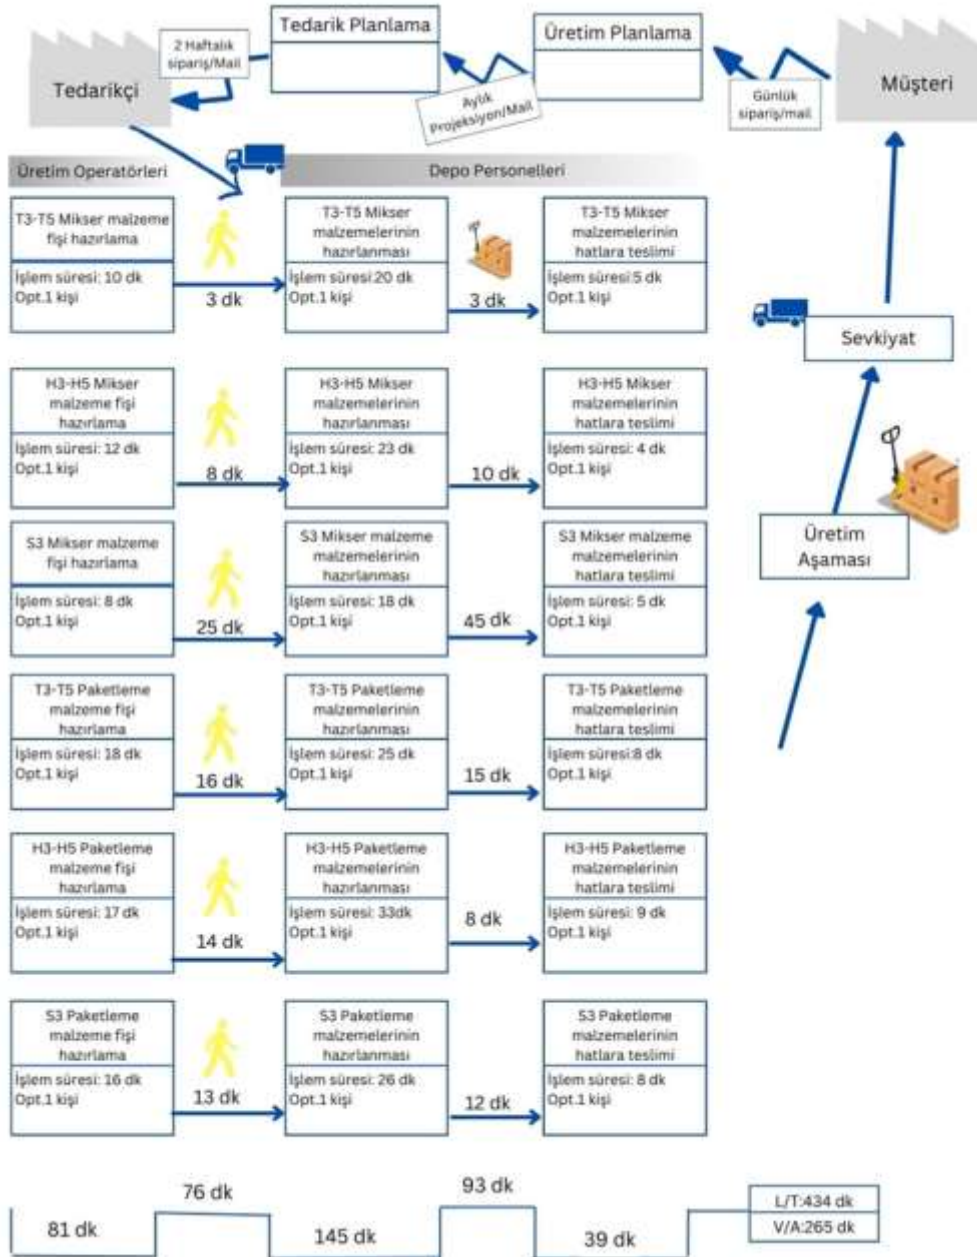 Tedarik Planlama
Üretim Planlama
2 Haftalık
sipariş/Mail
Tedarikçi
Müşteri
Aylık
Projeksiyon/Mail
Günlük
sipariş/mail
Üretim Operatörleri
Depo Personelleri
T3-T5 Mikser malzeme
fişi hazırlama
İşlem süresi: 10 dk
Opt.1 kişi
3 dk
T3-T5 Mikser
malzemelerinin
hazırlanması
İşlem süresi:20 dk
Opt.1 kişi
3 dk
T3-T5 Mikser
malzemelerinin
hatlara teslimi
İşlem süresi:5 dk
Opt.1 kişi
Sevkiyat
H3-H5 Mikser
malzeme fişi
hazırlama
İşlem süresi: 12 dk
Opt.1 kişi
8 dk
H3-H5 Mikser
malzemelerinin
hazırlanması
İşlem süresi: 23 dk
Opt.1 kişi
10 dk
H3-H5 Mikser
malzemelerinin
hatlara teslimi
İşlem süresi: 4 dk
Opt.1 kişi
Üretim
Aşaması
S3 Mikser malzeme
fişi hazırlama
İşlem süresi: 8 dk
Opt.1 kişi
25 dk
S3 Mikser malzeme
malzemelerinin
hazırlanması
İşlem süresi: 18 dk
Opt.1 kişi
45 dk
S3 Mikser malzeme
malzemelerinin
hatlara teslimi
İşlem süresi: 5 dk
Opt.1 kişi
T3-T5 Paketleme
malzeme fişi
hazırlama
İşlem süresi: 18 dk
Opt.1 kişi
16 dk
T3-T5 Paketleme
malzemelerinin
hazırlanması
İşlem süresi: 25 dk
Opt.1 kişi
15 dk
T3-T5 Paketleme
malzemelerinin
hatlara teslimi
İşlem süresi:8 dk
Opt.1 kişi
H3-H5 Paketleme
malzeme fişi
hazırlama
İşlem süresi: 17 dk
Opt.1 kişi
14 dk
H3-H5 Paketleme
malzemelerinin
hazırlanması
İşlem süresi: 33dk
Opt.1 kişi
8 dk
H3-H5 Paketleme
malzemelerinin
hatlara teslimi
İşlem süresi: 9 dk
Opt.1 kişi
S3 Paketleme
malzeme fişi
hazırlama
İşlem süresi: 16 dk
Opt.1 kişi
13 dk
S3 Paketleme
malzemelerinin
hazırlanması
İşlem süresi: 26 dk
Opt.1 kişi
12 dk
S3 Paketleme
malzemelerinin
hatlara teslimi
İşlem süresi: 8 dk
Opt.1 kişi
81 dk
76 dk
145 dk
93 dk
39 dk
L/T:434 dk
V/A:265 dk